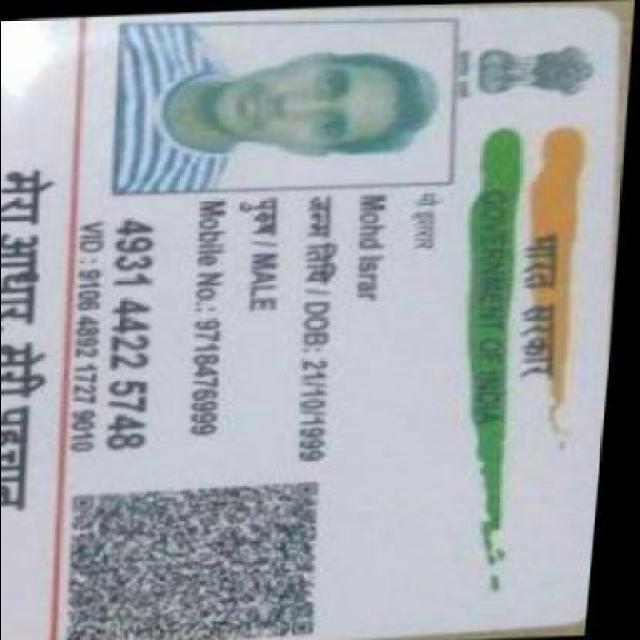 भारत सरकार
GOVERNMENT OF INDIA
मो इसरार
Mohd Israr
जन्म तिथि / DOB: 21/10/1999
पुरुष / MALE
Mobile No.: 9718476999
4931 4422 5748
VID : 9106 4892 1727 9010
मेरा आधार, मेरी पहचान